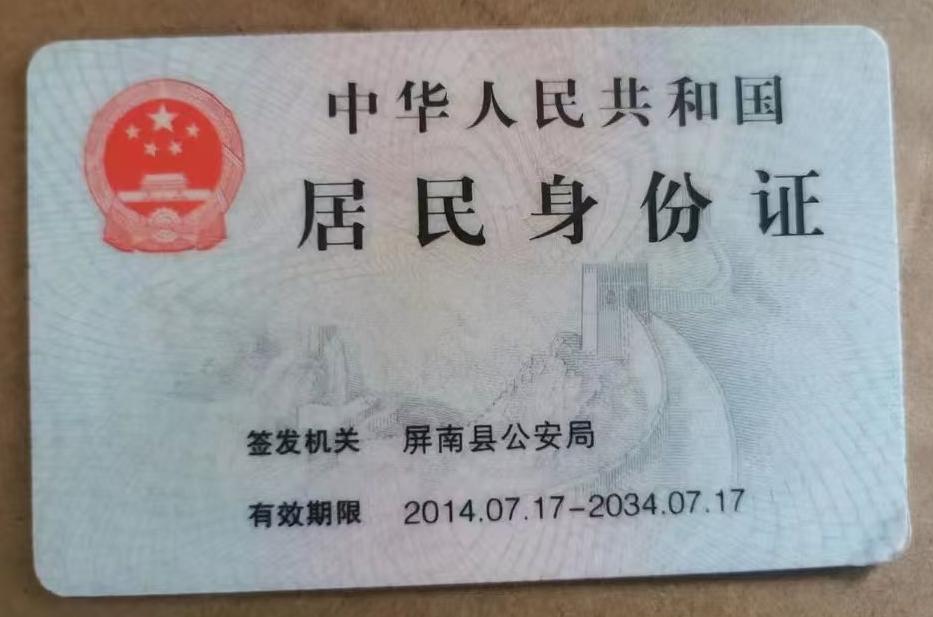 中华人民共和国
居民身份证
签发机关 屏南县公安局
有效期限 2014.07.17-2034.07.17